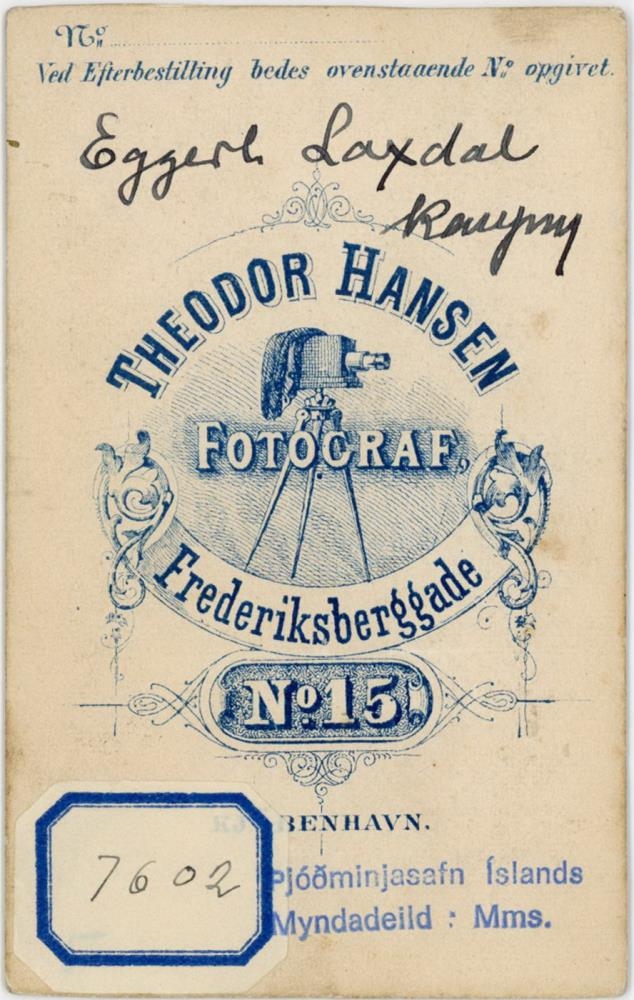 No
Ved Efterbestilling bedes ovenstaaende No opgivet.
Eggert Laxdal
Kaupm
THEODOR HANSEN
FOTOGRAF,
Frederiksberggade
No 15.
KJØBENHAVN.
7602
Þjóðminjasafn Íslands
Myndadeild : Mms.